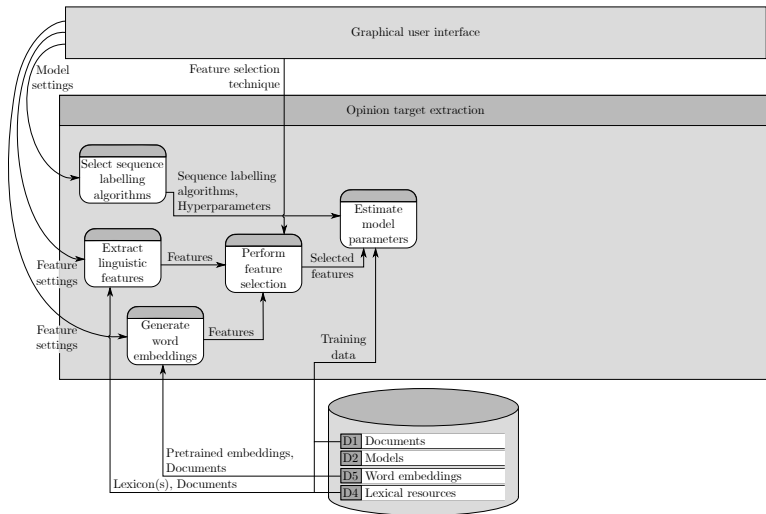 Graphical user interface
Model
settings
Feature selection
technique
Opinion target extraction
Select sequence
labelling
algorithms
Sequence labelling
algorithms,
Hyperparameters
Estimate
model
parameters
Extract
linguistic
features
Features
Perform
feature
selection
Selected
features
Feature
settings
Generate
word
embeddings
Features
Feature
settings
Training
data
Pretrained embeddings,
Documents
Lexicon(s), Documents
D1 Documents
D2 Models
D5 Word embeddings
D4 Lexical resources